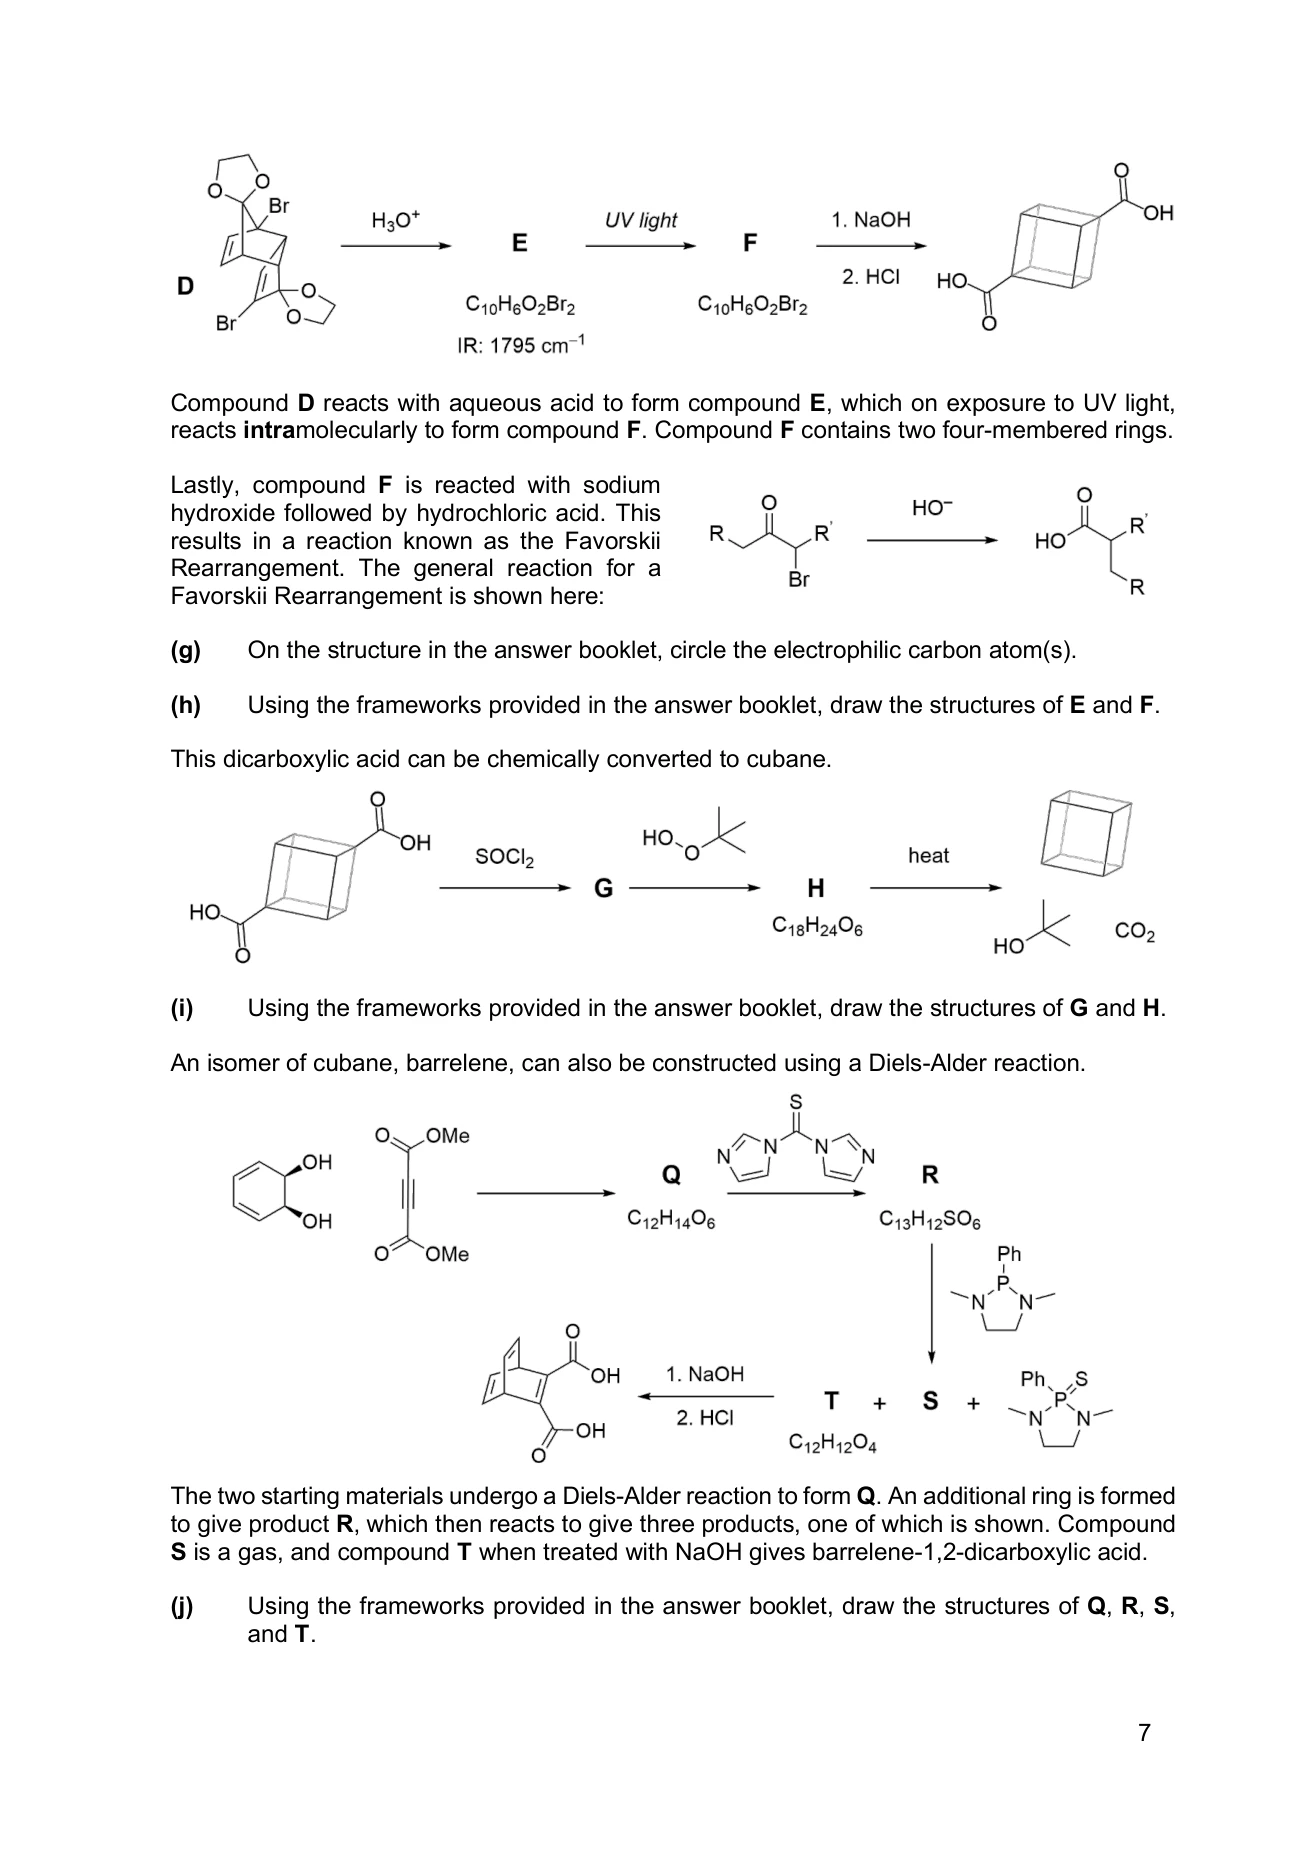 O
O
Br
H₃O⁺
UV light
1. NaOH
2. HCl
O
OH
D
E
F
HO
O
O
O
Br
C₁₀H₆O₂Br₂
C₁₀H₆O₂Br₂
IR: 1795 cm⁻¹
Compound D reacts with aqueous acid to form compound E, which on exposure to UV light,
reacts intramolecularly to form compound F. Compound F contains two four-membered rings.
Lastly, compound F is reacted with sodium
hydroxide followed by hydrochloric acid. This
results in a reaction known as the Favorskii
Rearrangement. The general reaction for a
Favorskii Rearrangement is shown here:
R
O
R'
Br
HO⁻
O
HO
R'
R
(g) On the structure in the answer booklet, circle the electrophilic carbon atom(s).
(h) Using the frameworks provided in the answer booklet, draw the structures of E and F.
This dicarboxylic acid can be chemically converted to cubane.
O
OH
HO
O
SOCl₂
G
HO
O
H
C₁₈H₂₄O₆
heat
HO
CO₂
(i) Using the frameworks provided in the answer booklet, draw the structures of G and H.
An isomer of cubane, barrelene, can also be constructed using a Diels-Alder reaction.
OH
OH
O
OMe
O
OMe
Q
C₁₂H₁₄O₆
S
N
N
N
N
R
C₁₃H₁₂SO₆
Ph
P
N
N
O
OH
OH
O
1. NaOH
2. HCl
T + S +
C₁₂H₁₂O₄
Ph
S
P
N
N
The two starting materials undergo a Diels-Alder reaction to form Q. An additional ring is formed
to give product R, which then reacts to give three products, one of which is shown. Compound
S is a gas, and compound T when treated with NaOH gives barrelene-1,2-dicarboxylic acid.
(j) Using the frameworks provided in the answer booklet, draw the structures of Q, R, S,
and T.
7